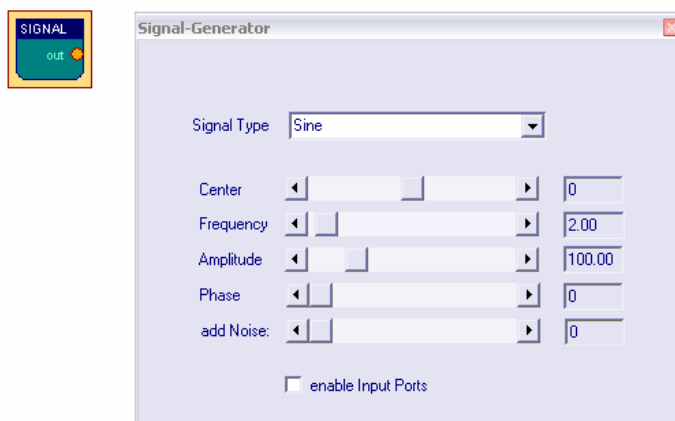 SIGNAL
out
Signal-Generator
Signal Type Sine
Center 0
Frequency 2.00
Amplitude 100.00
Phase 0
add Noise: 0
enable Input Ports